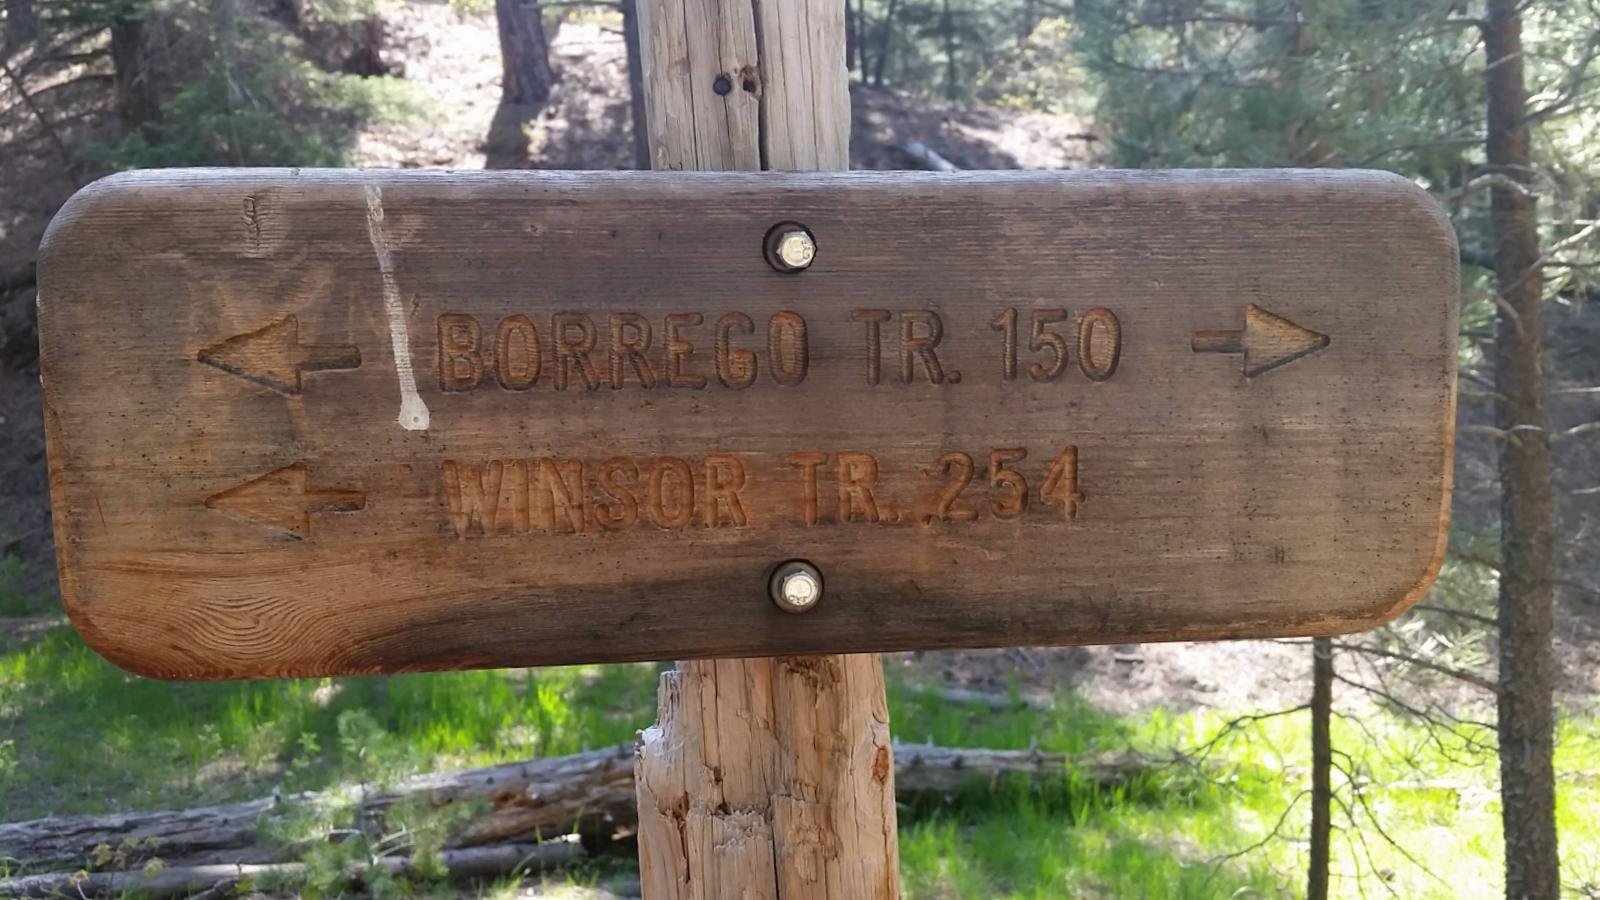 ← BORREGO TR. 150 →
← WINSOR TR. 254